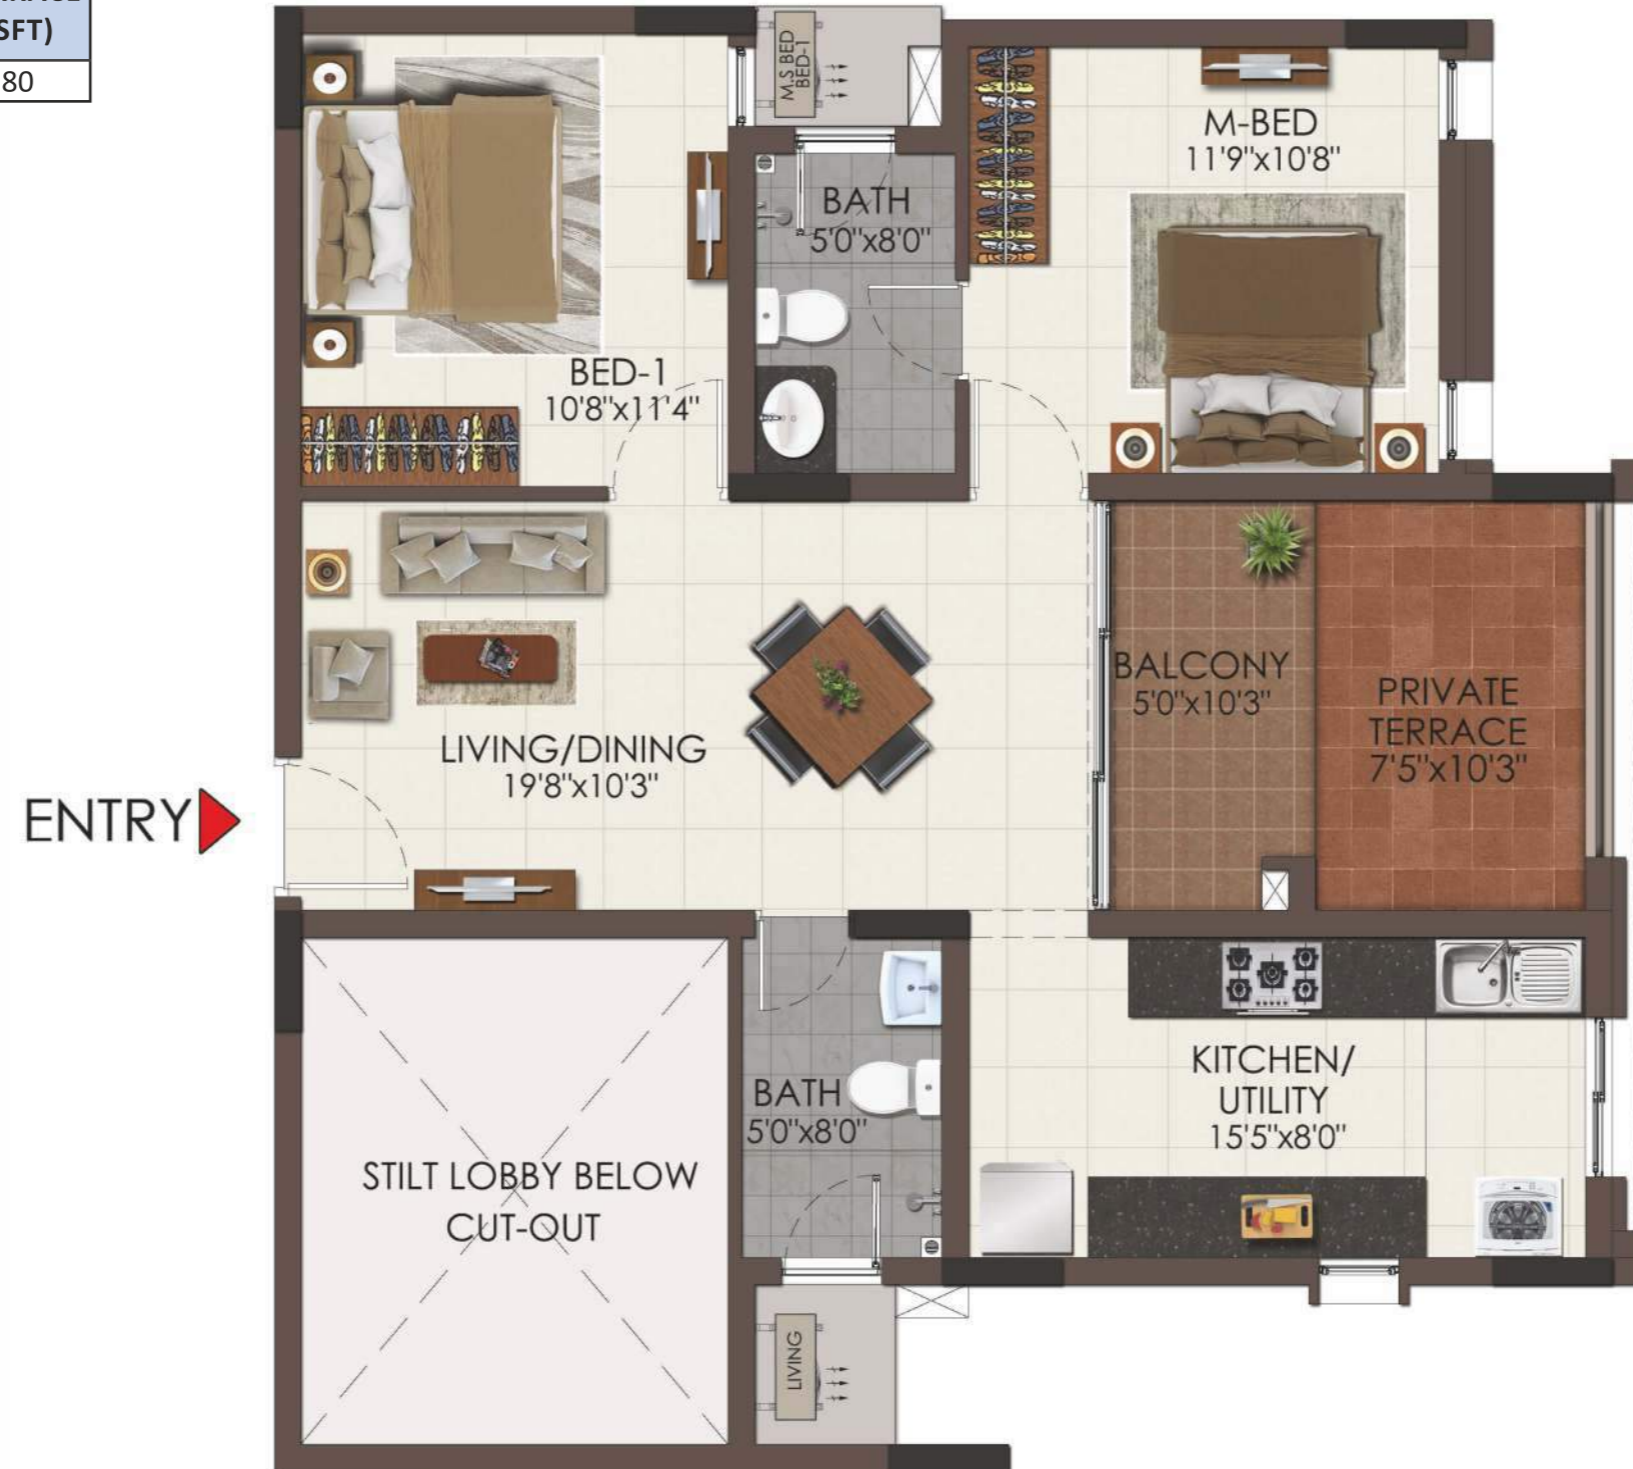 SFT)
80
M.S BED
BED-1
M-BED
11'9"x10'8"
BATH
5'0"x8'0"
BED-1
10'8"x11'4"
BALCONY
5'0"x10'3"
PRIVATE
TERRACE
7'5"x10'3"
LIVING/DINING
19'8"x10'3"
ENTRY
KITCHEN/
UTILITY
15'5"x8'0"
BATH
5'0"x8'0"
STILT LOBBY BELOW
CUT-OUT
LIVING